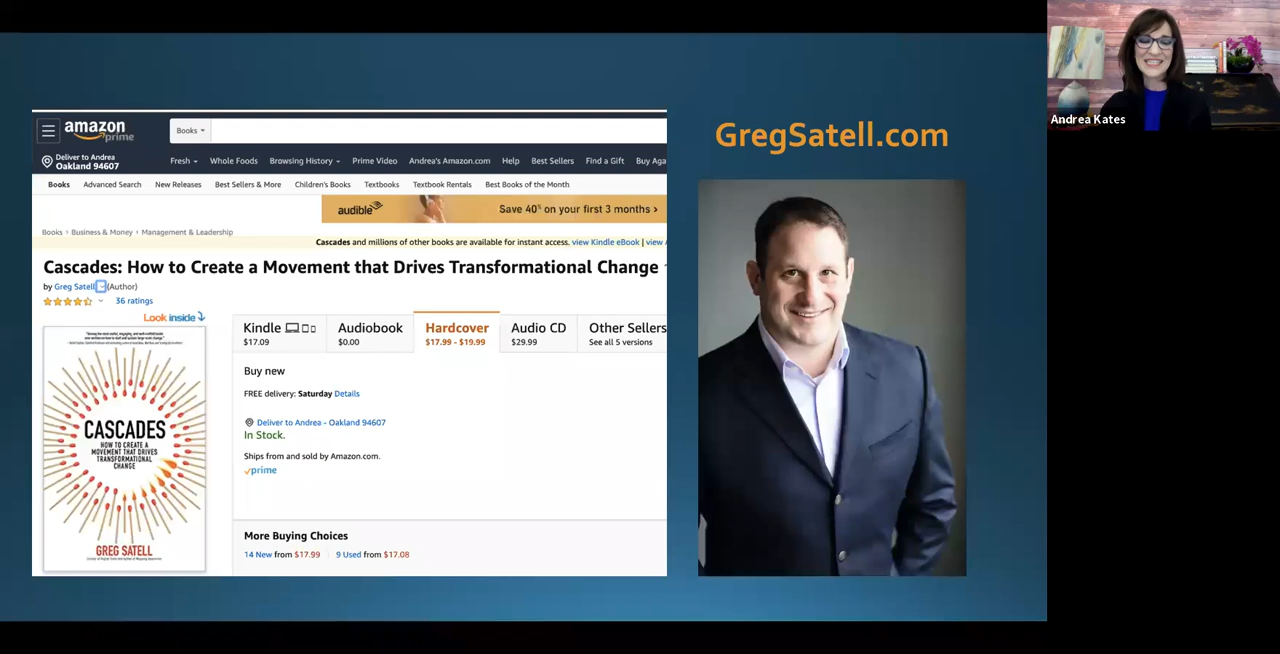 amazon
prime
Books
Deliver to Andrea
Oakland 94607
Fresh
Whole Foods
Browsing History
Prime Video
Andrea's Amazon.com
Help
Best Sellers
Find a Gift
Buy Aga
Books
Advanced Search
New Releases
Best Sellers & More
Children's Books
Textbooks
Textbook Rentals
Best Books of the Month
audible
Save 40% on your first 3 months ›
Books › Business & Money › Management & Leadership
Cascades and millions of other books are available for instant access. view Kindle eBook | view
Cascades: How to Create a Movement that Drives Transformational Change
by Greg Satell (Author)
36 ratings
Look inside
CASCADES
HOW TO CREATE A
MOVEMENT THAT DRIVES
TRANSFORMATIONAL
CHANGE
GREG SATELL
Kindle
$17.09
Audiobook
$0.00
Hardcover
$17.99 - $19.99
Audio CD
$29.99
Other Sellers
See all 5 versions
Buy new
FREE delivery: Saturday Details
Deliver to Andrea - Oakland 94607
In Stock.
Ships from and sold by Amazon.com.
prime
More Buying Choices
14 New from $17.99 | 9 Used from $17.08
GregSatell.com
Andrea Kates